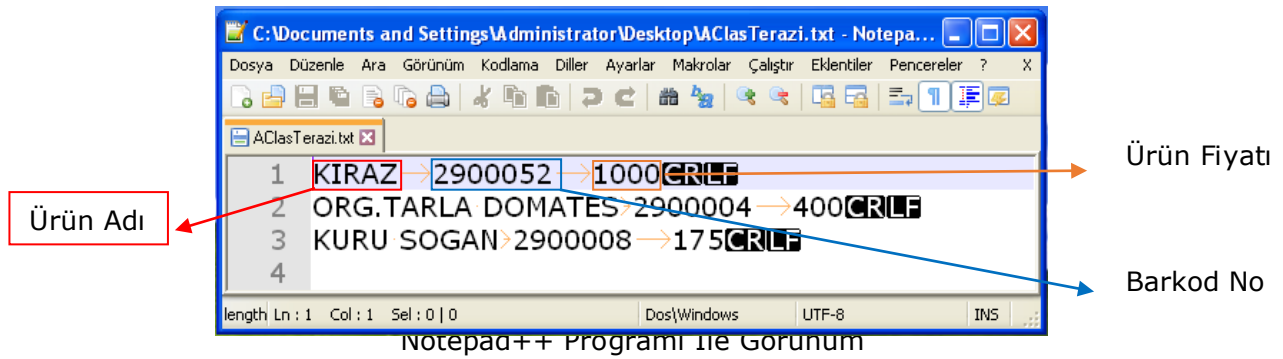 C:\Documents and Settings\Administrator\Desktop\AClasTerazi.txt - Notepa...
Dosya Düzenle Ara Görünüm Kodlama Diller Ayarlar Makrolar Çalıştır Eklentiler Pencereler ? X
AClasTerazi.txt
1 KIRAZ 2900052 1000CRLF
2 ORG.TARLA DOMATES 2900004 400CRLF
3 KURU SOGAN 2900008 175CRLF
4
Ürün Adı
Ürün Fiyatı
Barkod No
length Ln : 1 Col : 1 Sel : 0 | 0 Dos\Windows UTF-8 INS
Notepad++ Programı İle Görünüm